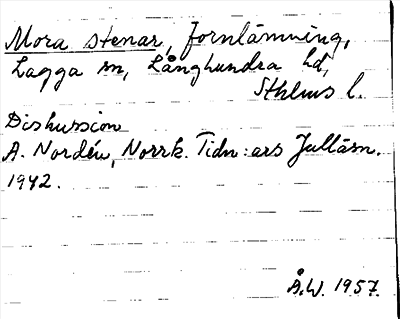 Mora stenar, fornlämning,
Lagga sn, Långhundra hd,
Sthlms l.
Diskussion
A. Nordén, Norrk. Tidn:ars Julläsn.
1942.
Å.W. 1957.